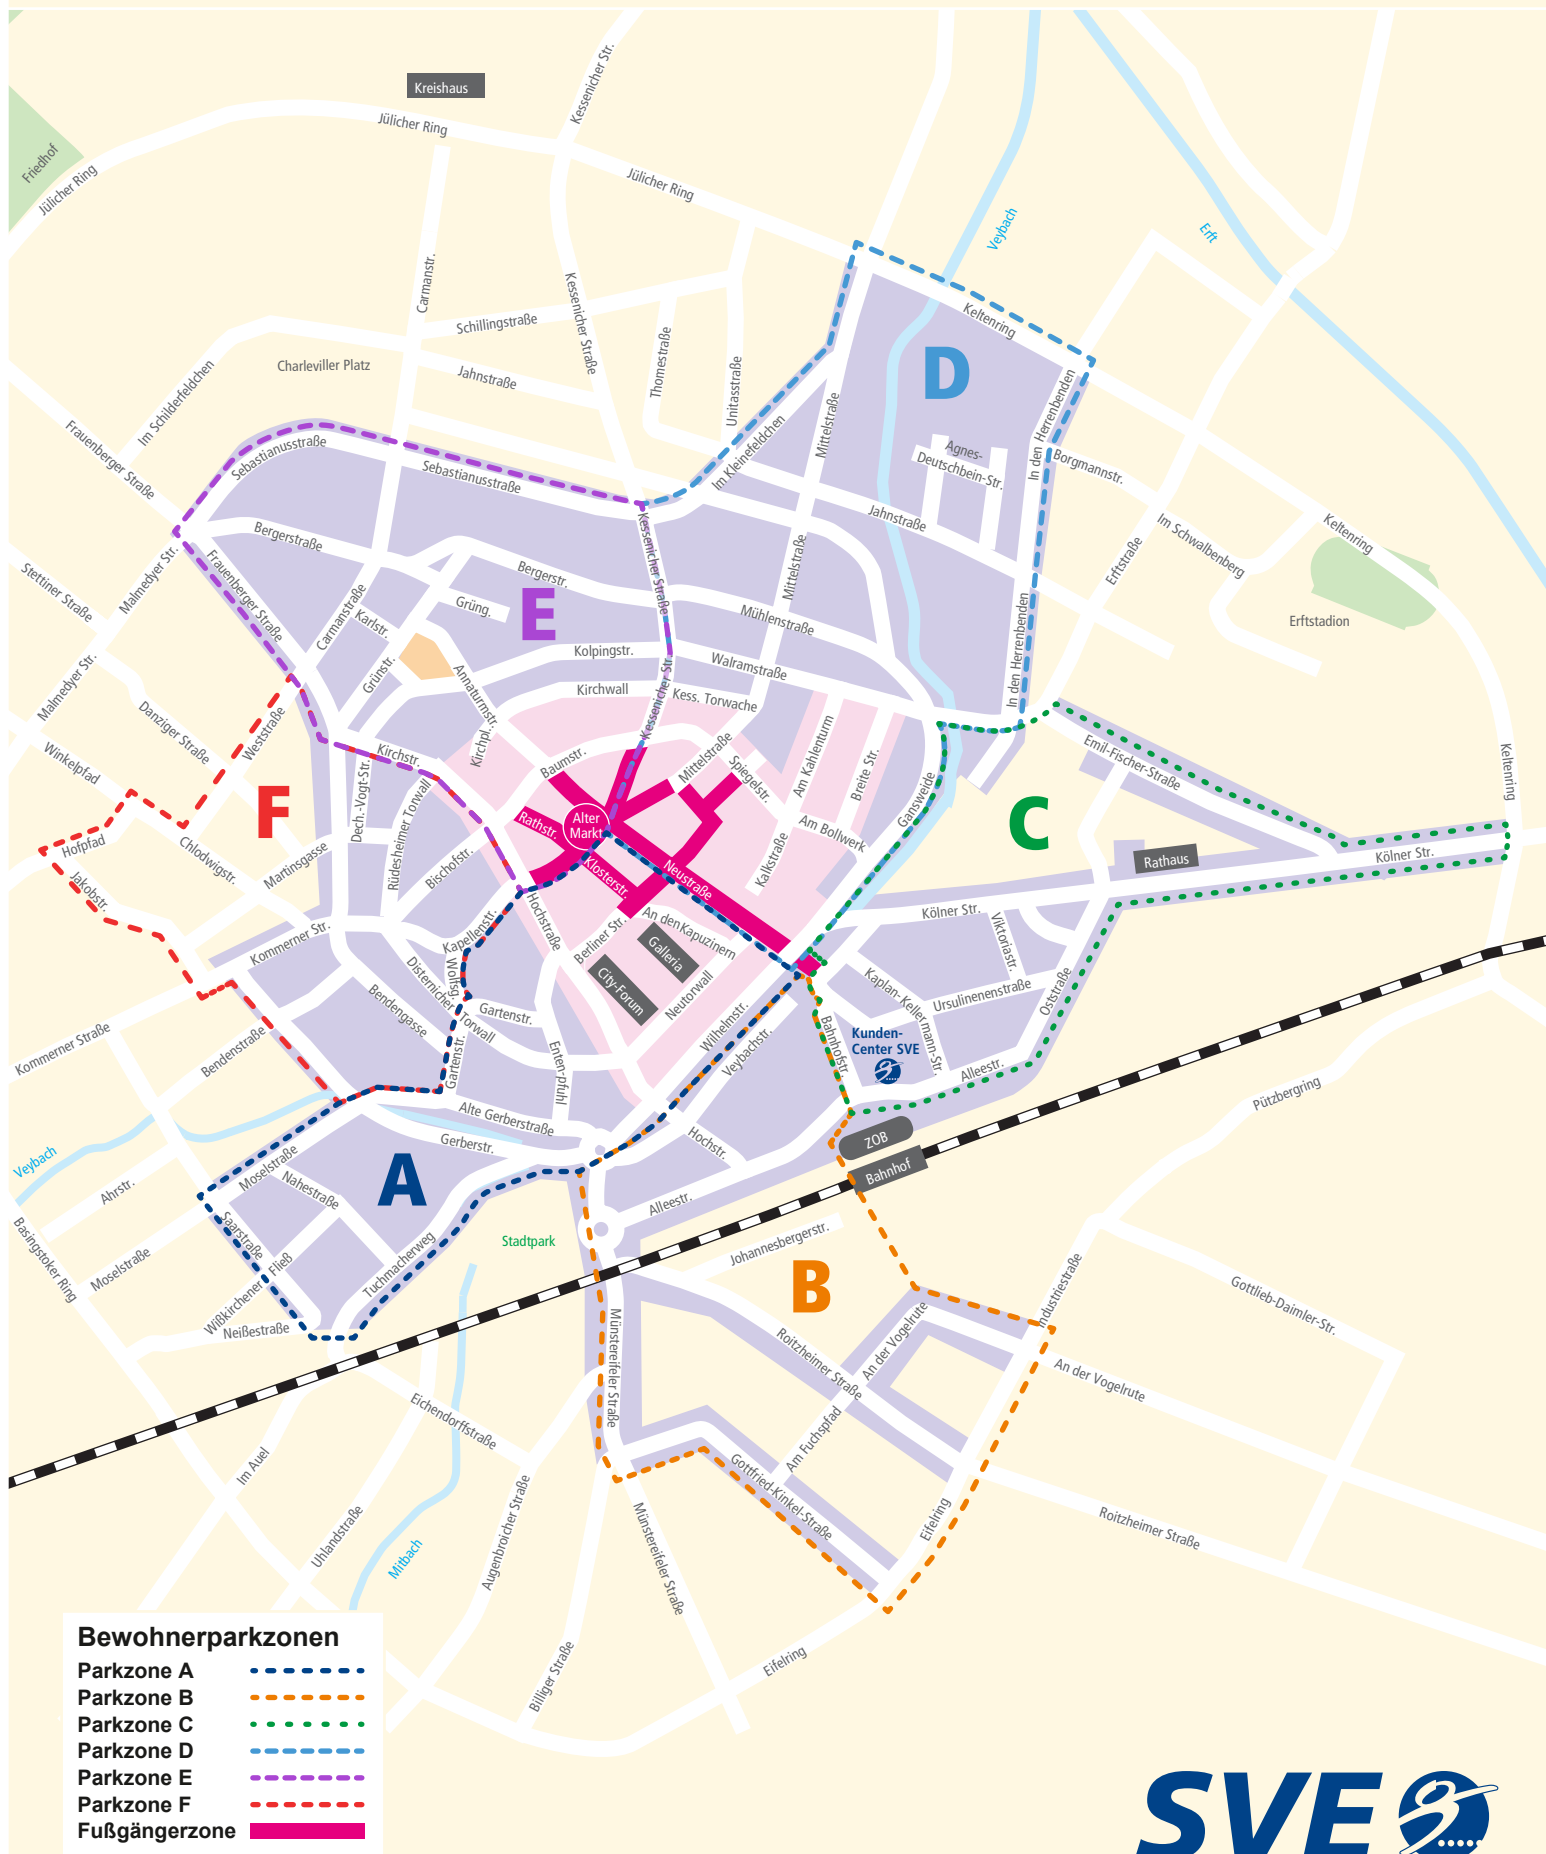 Kreishaus
Kessenicher Str.
Jülicher Ring
Friedhof
Jülicher Ring
Jülicher Ring
Veybach
Erft
Carmanstr.
Kessenicher Straße
Schillingstraße
Keltenring
Thomestraße
Charleviller Platz
Jahnstraße
Unitasstraße
D
Im Schilderfeldchen
Mittelstraße
In den Herrenbenden
Frauenberger Straße
Sebastianusstraße
Sebastianusstraße
Im Kleinefeldchen
Agnes-
Deutschbein-Str.
Borgmannstr.
Jahnstraße
Im Schwalbenberg
Keltenring
Bergerstraße
Kessenicher Straße
Mittelstraße
Erftstraße
Stettiner Straße
Malmedyer Str.
Frauenberger Straße
Bergerstr.
Grüng.
E
Mühlenstraße
Erftstadion
Carmanstraße
Karlstr.
Grünstr.
Kolpingstr.
Walramstraße
In den Herrenbenden
Malmedyer Str.
Annaturmstr.
Kirchwall
Kess. Torwache
Kessenicher Str.
Danziger Straße
Weststraße
Kirchpl.
Kirchstr.
Baumstr.
Mittelstraße
Spiegelstr.
Am Kahlenturm
Breite Str.
Emil-Fischer-Straße
Keltenring
Winkelpfad
F
Dech.-Vogt-Str.
Rüdesheimer Torwall
Rathstr.
Alter
Markt
Am Bollwerk
Gansweide
C
Hofpfad
Chlodwigstr.
Martinsgasse
Bischofstr.
Klosterstr.
Neustraße
Kalkstraße
Rathaus
Kölner Str.
Jakobstr.
Kommerner Str.
Kapellenstr.
Hochstraße
Berliner Str.
An den Kapuzinern
Galleria
Kölner Str.
Viktoriastr.
Wolfsg.
Disternicher Torwall
City-Forum
Neutorwall
Kaplan-Kellermann-Str.
Ursulinenstraße
Oststraße
Bendengasse
Gartenstr.
Kommerner Straße
Bendenstraße
Gartenstr.
Enten-pfuhl
Wilhelmstr.
Veybachstr.
Bahnhofstr.
Kunden-
Center SVE
Alleestr.
Pützbergring
Alte Gerberstraße
Gerberstr.
Hochstr.
ZOB
Bahnhof
Veybach
Ahrstr.
Moselstraße
Nahestraße
A
Alleestr.
Stadtpark
Johannesbergerstr.
Basingstoker Ring
Moselstraße
Saarstraße
Wißkirchener Fließ
Tuchmacherweg
Neißestraße
B
Industriestraße
Gottlieb-Daimler-Str.
Münstereifeler Straße
Roitzheimer Straße
An der Vogelrute
An der Vogelrute
Eichendorffstraße
Am Fuchspfad
Gottfried-Kinkel-Straße
Im Auel
Uhlandstraße
Augenbroicher Straße
Münstereifeler Straße
Eifelring
Roitzheimer Straße
Mitbach
Billiger Straße
Eifelring
Bewohnerparkzonen
Parkzone A
Parkzone B
Parkzone C
Parkzone D
Parkzone E
Parkzone F
Fußgängerzone
SVE